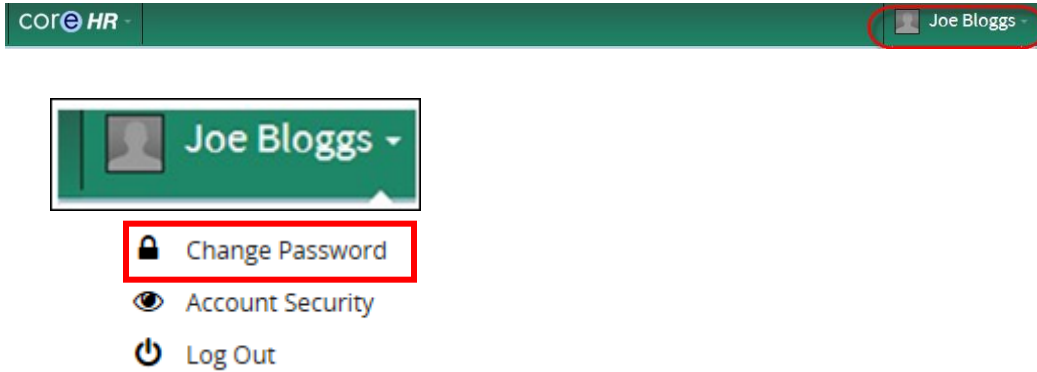 core HR
Joe Bloggs
Joe Bloggs
Change Password
Account Security
Log Out